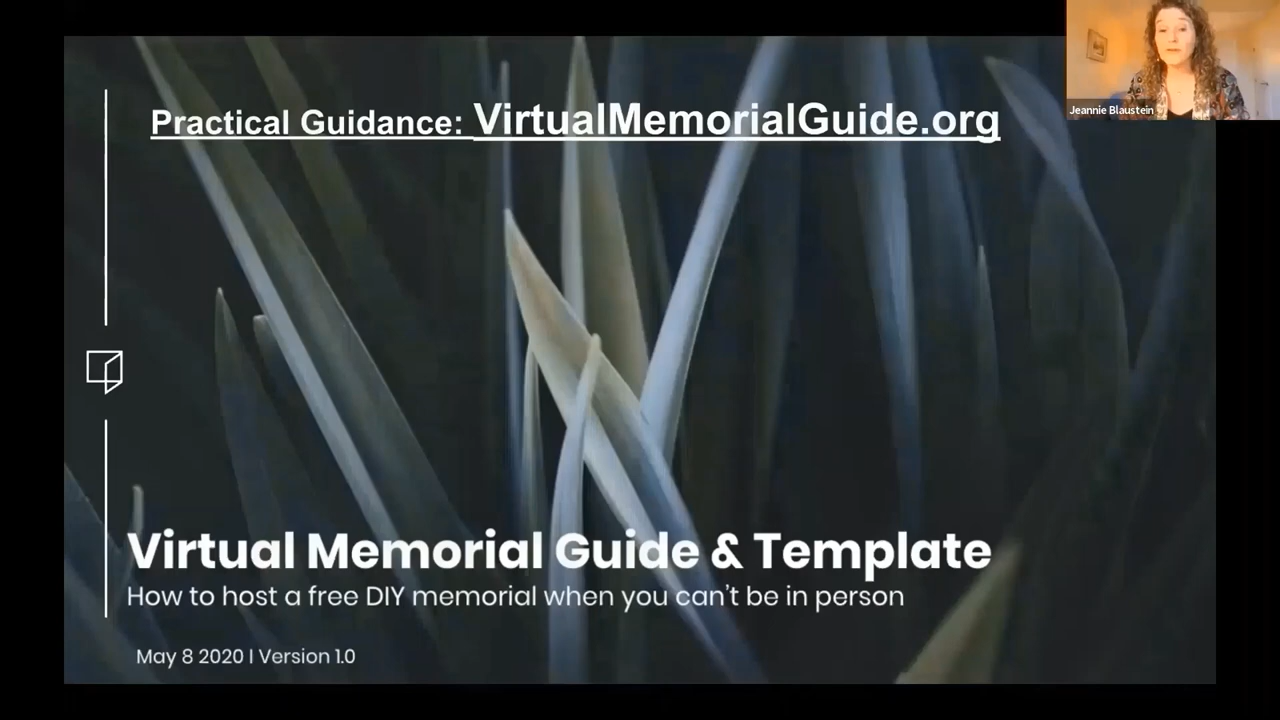 Practical Guidance: VirtualMemorialGuide.org
Jeannie Blaustein
Virtual Memorial Guide & Template
How to host a free DIY memorial when you can't be in person
May 8 2020 | Version 1.0